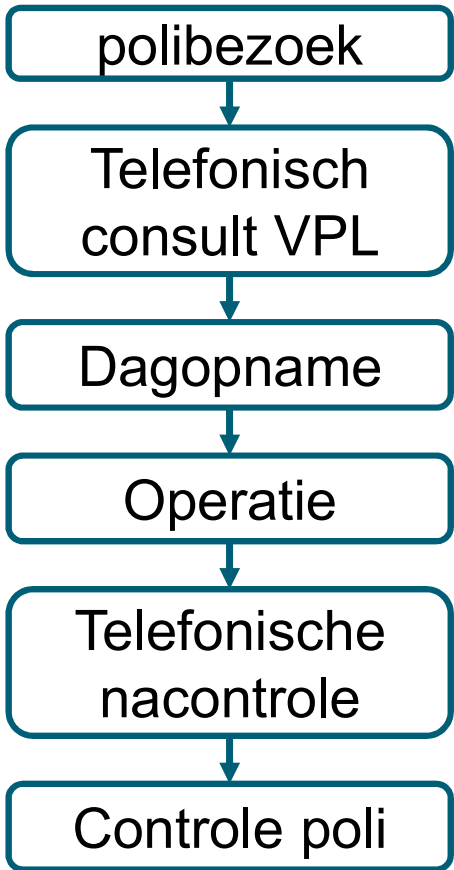 polibezoek
Telefonisch
consult VPL
Dagopname
Operatie
Telefonische
nacontrole
Controle poli